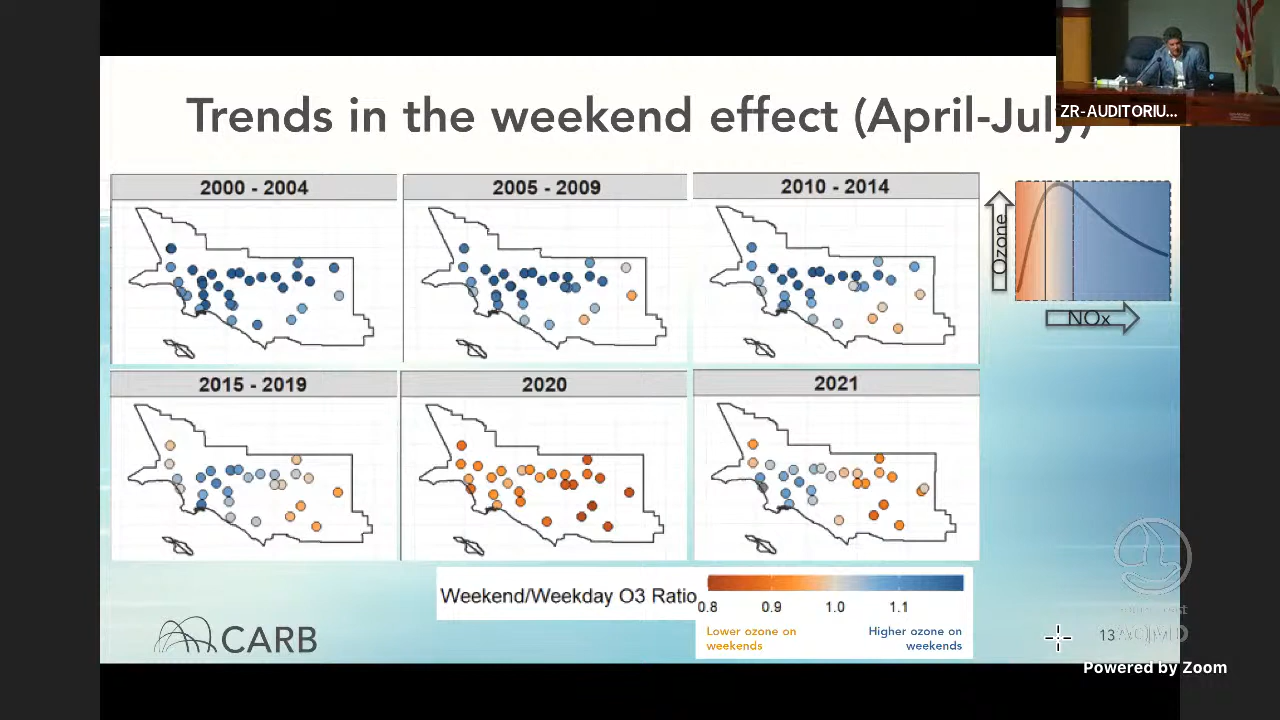 Trends in the weekend effect (April-July)
ZR-AUDITORIU...
2000 - 2004
2005 - 2009
2010 - 2014
Ozone
NOx
2015 - 2019
2020
2021
Weekend/Weekday O3 Ratio
0.8 0.9 1.0 1.1
Lower ozone on
weekends
Higher ozone on
weekends
CARB
13
AQMD
Powered by Zoom